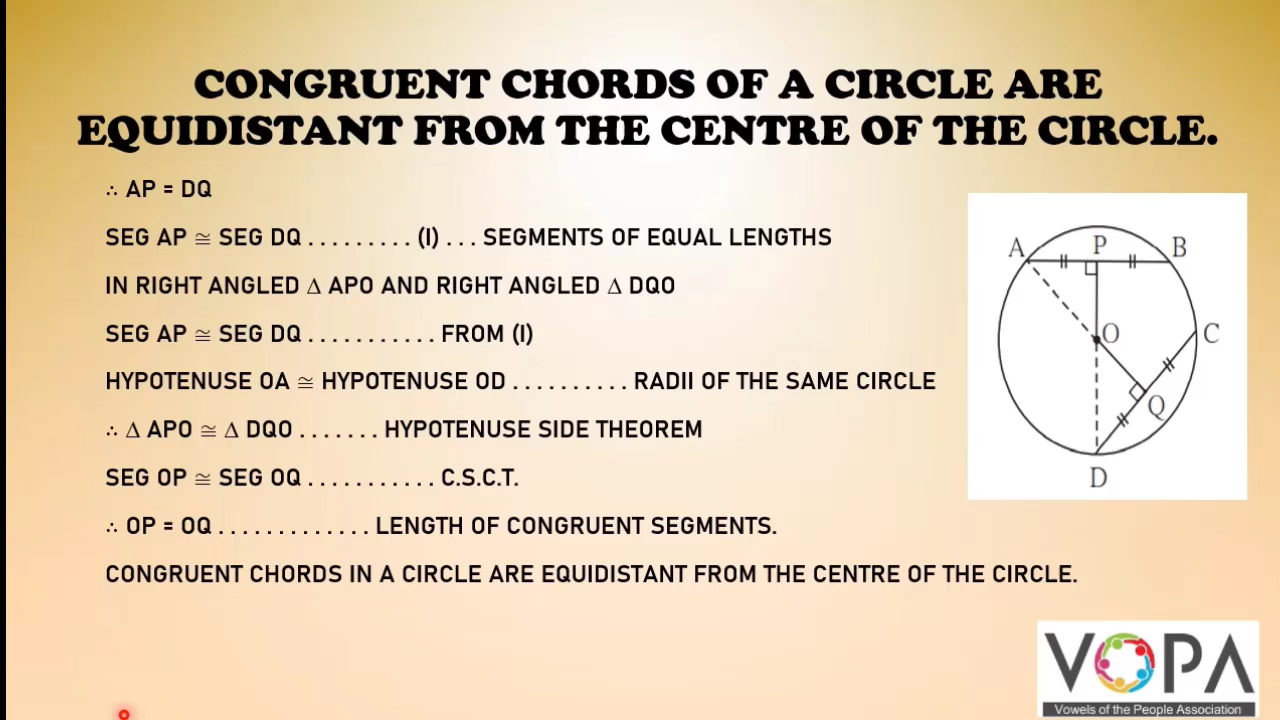 CONGRUENT CHORDS OF A CIRCLE ARE
EQUIDISTANT FROM THE CENTRE OF THE CIRCLE.
∴ AP = DQ
SEG AP ≅ SEG DQ . . . . . . . . . (I) . . . SEGMENTS OF EQUAL LENGTHS
IN RIGHT ANGLED ∆ APO AND RIGHT ANGLED ∆ DQO
SEG AP ≅ SEG DQ . . . . . . . . . . . FROM (I)
HYPOTENUSE OA ≅ HYPOTENUSE OD . . . . . . . . . . RADII OF THE SAME CIRCLE
∴ ∆ APO ≅ ∆ DQO . . . . . . . HYPOTENUSE SIDE THEOREM
SEG OP ≅ SEG OQ . . . . . . . . . . . C.S.C.T.
∴ OP = OQ . . . . . . . . . . . . . LENGTH OF CONGRUENT SEGMENTS.
CONGRUENT CHORDS IN A CIRCLE ARE EQUIDISTANT FROM THE CENTRE OF THE CIRCLE.
A P B
O C
Q
D
VOPA
Vowels of the People Association